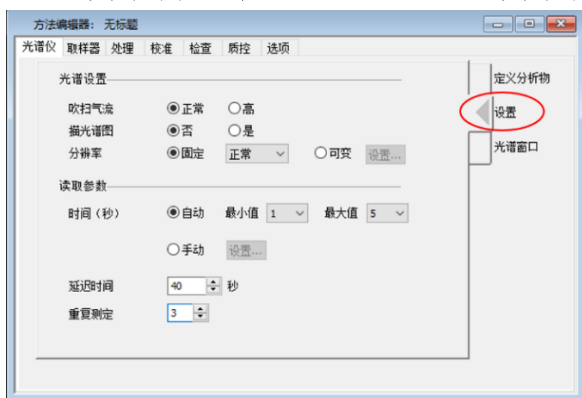 方法编辑器: 无标题
光谱仪 取样器 处理 校准 检查 质控 选项
光谱设置
吹扫气流 正常 高
描光谱图 否 是
分辨率 固定 正常 可变 设置...
读取参数
时间(秒) 自动 最小值 1 最大值 5
手动 设置...
延迟时间 40 秒
重复测定 3
定义分析物
设置
光谱窗口